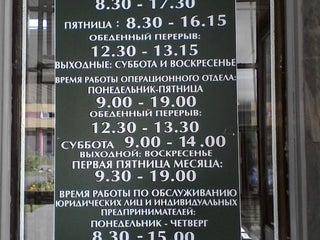 8.30 - 17.30
ПЯТНИЦА : 8.30 - 16.15
ОБЕДЕННЫЙ ПЕРЕРЫВ:
12.30 - 13.15
ВЫХОДНЫЕ: СУББОТА И ВОСКРЕСЕНЬЕ
ВРЕМЯ РАБОТЫ ОПЕРАЦИОННОГО ОТДЕЛА:
ПОНЕДЕЛЬНИК-ПЯТНИЦА
9.00 - 19.00
ОБЕДЕННЫЙ ПЕРЕРЫВ:
12.30 - 13.30
СУББОТА 9.00 - 14.00
ВЫХОДНОЙ: ВОСКРЕСЕНЬЕ
ПЕРВАЯ ПЯТНИЦА МЕСЯЦА:
9.30 - 19.00
ВРЕМЯ РАБОТЫ ПО ОБСЛУЖИВАНИЮ
ЮРИДИЧЕСКИХ ЛИЦ И ИНДИВИДУАЛЬНЫХ
ПРЕДПРИНИМАТЕЛЕЙ:
ПОНЕДЕЛЬНИК - ЧЕТВЕРГ
8.30 - 15.00